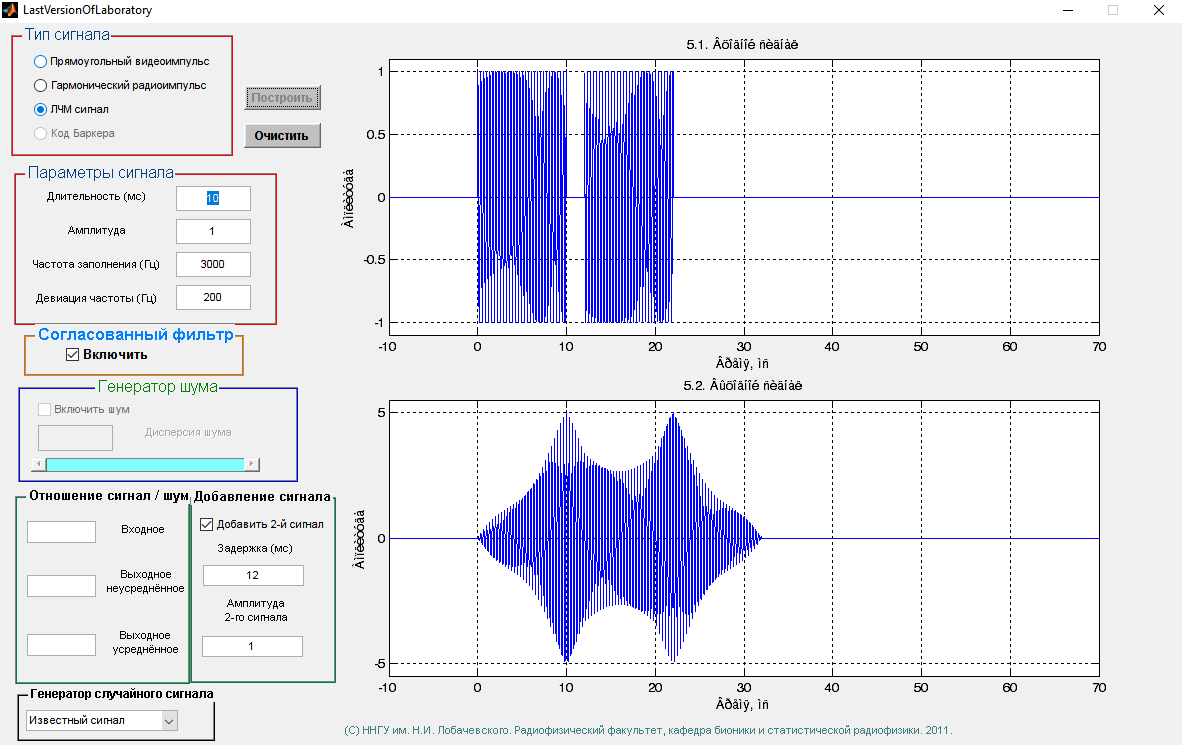 LastVersionOfLaboratory
Тип сигнала
Прямоугольный видеоимпульс
Гармонический радиоимпульс
ЛЧМ сигнал
Код Баркера
Построить
Очистить
Параметры сигнала
Длительность (мс)
10
Амплитуда
1
Частота заполнения (Гц)
3000
Девиация частоты (Гц)
200
Согласованный фильтр
Включить
Генератор шума
Включить шум
Дисперсия шума
Отношение сигнал / шум
Входное
Выходное
неусреднённое
Выходное
усреднённое
Добавление сигнала
Добавить 2-й сигнал
Задержка (мс)
12
Амплитуда
2-го сигнала
1
Генератор случайного сигнала
Известный сигнал
5.1. Âõîäíîé ñèãíàë
Àìïëèòóäà
1
0.5
0
-0.5
-1
-10 0 10 20 30 40 50 60 70
Âðåìÿ, ìñ
5.2. Âûõîäíîé ñèãíàë
Àìïëèòóäà
5
0
-5
-10 0 10 20 30 40 50 60 70
Âðåìÿ, ìñ
(С) ННГУ им. Н.И. Лобачевского. Радиофизический факультет, кафедра бионики и статистической радиофизики. 2011.